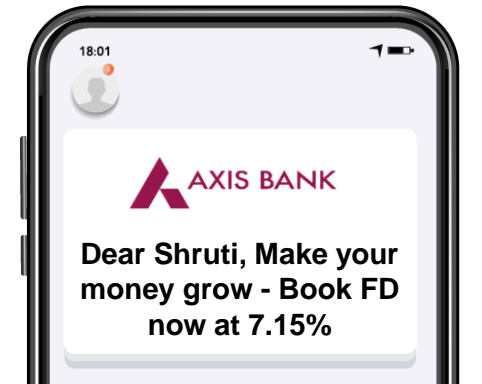 18:01
AXIS BANK
Dear Shruti, Make your
money grow - Book FD
now at 7.15%